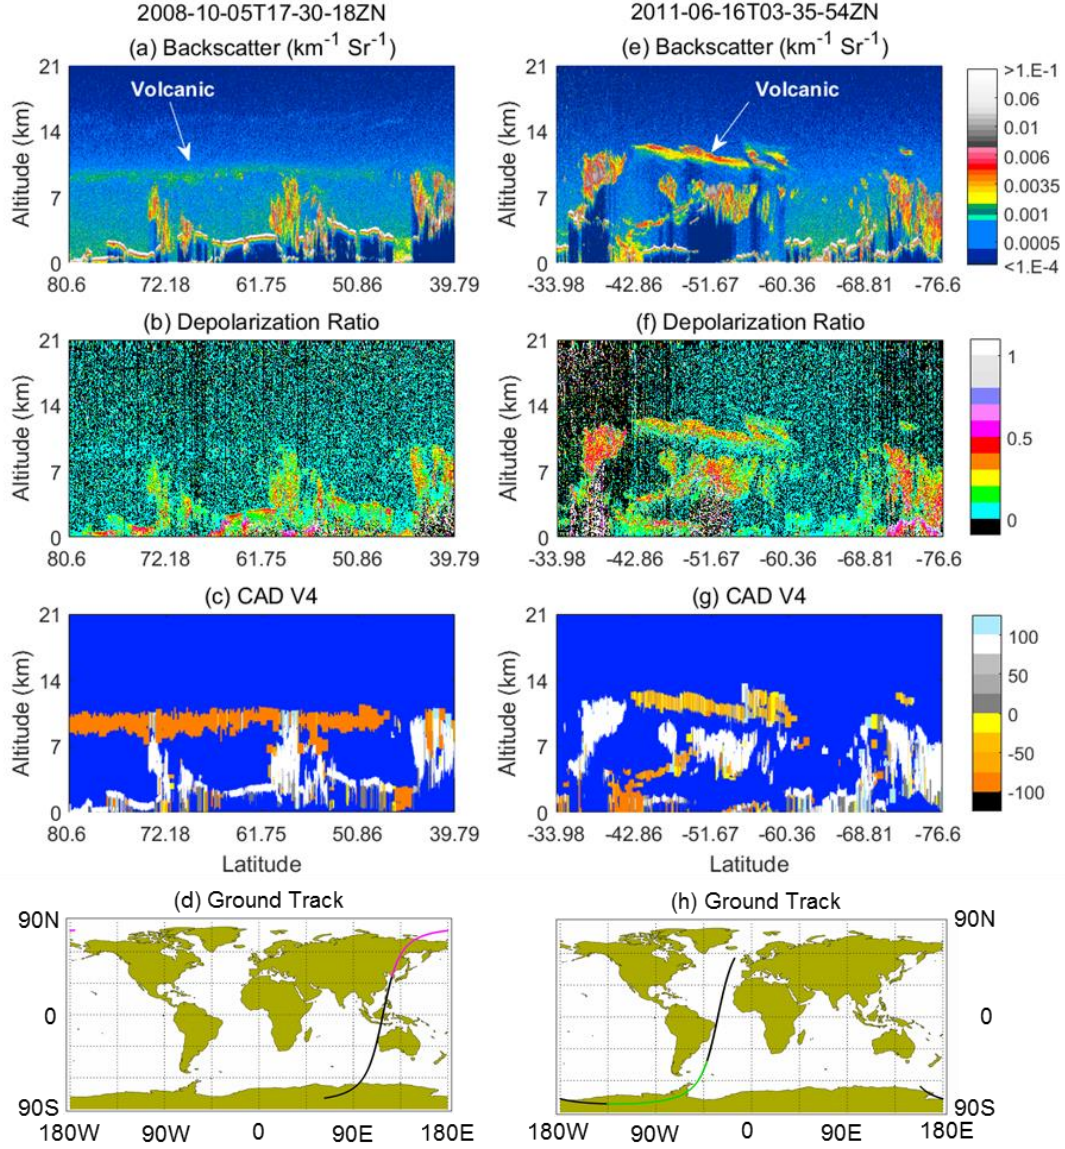 2008-10-05T17-30-18ZN
2011-06-16T03-35-54ZN
(a) Backscatter (km⁻¹ Sr⁻¹)
(e) Backscatter (km⁻¹ Sr⁻¹)
21
14
7
0
Altitude (km)
Volcanic
80.6 72.18 61.75 50.86 39.79
21
14
7
0
Altitude (km)
Volcanic
-33.98 -42.86 -51.67 -60.36 -68.81 -76.6
>1.E-1
0.06
0.01
0.006
0.0035
0.001
0.0005
<1.E-4
(b) Depolarization Ratio
(f) Depolarization Ratio
21
14
7
0
Altitude (km)
80.6 72.18 61.75 50.86 39.79
21
14
7
0
Alitutde (km)
-33.98 -42.86 -51.67 -60.36 -68.81 -76.6
1
0.5
0
(c) CAD V4
(g) CAD V4
21
14
7
0
Altitude (km)
80.6 72.18 61.75 50.86 39.79
Latitude
21
14
7
0
Altitude (km)
-33.98 -42.86 -51.67 -60.36 -68.81 -76.6
Latitude
100
50
0
-50
-100
(d) Ground Track
(h) Ground Track
90N
0
90S
180W 90W 0 90E 180E
90N
0
90S
180W 90W 0 90E 180E